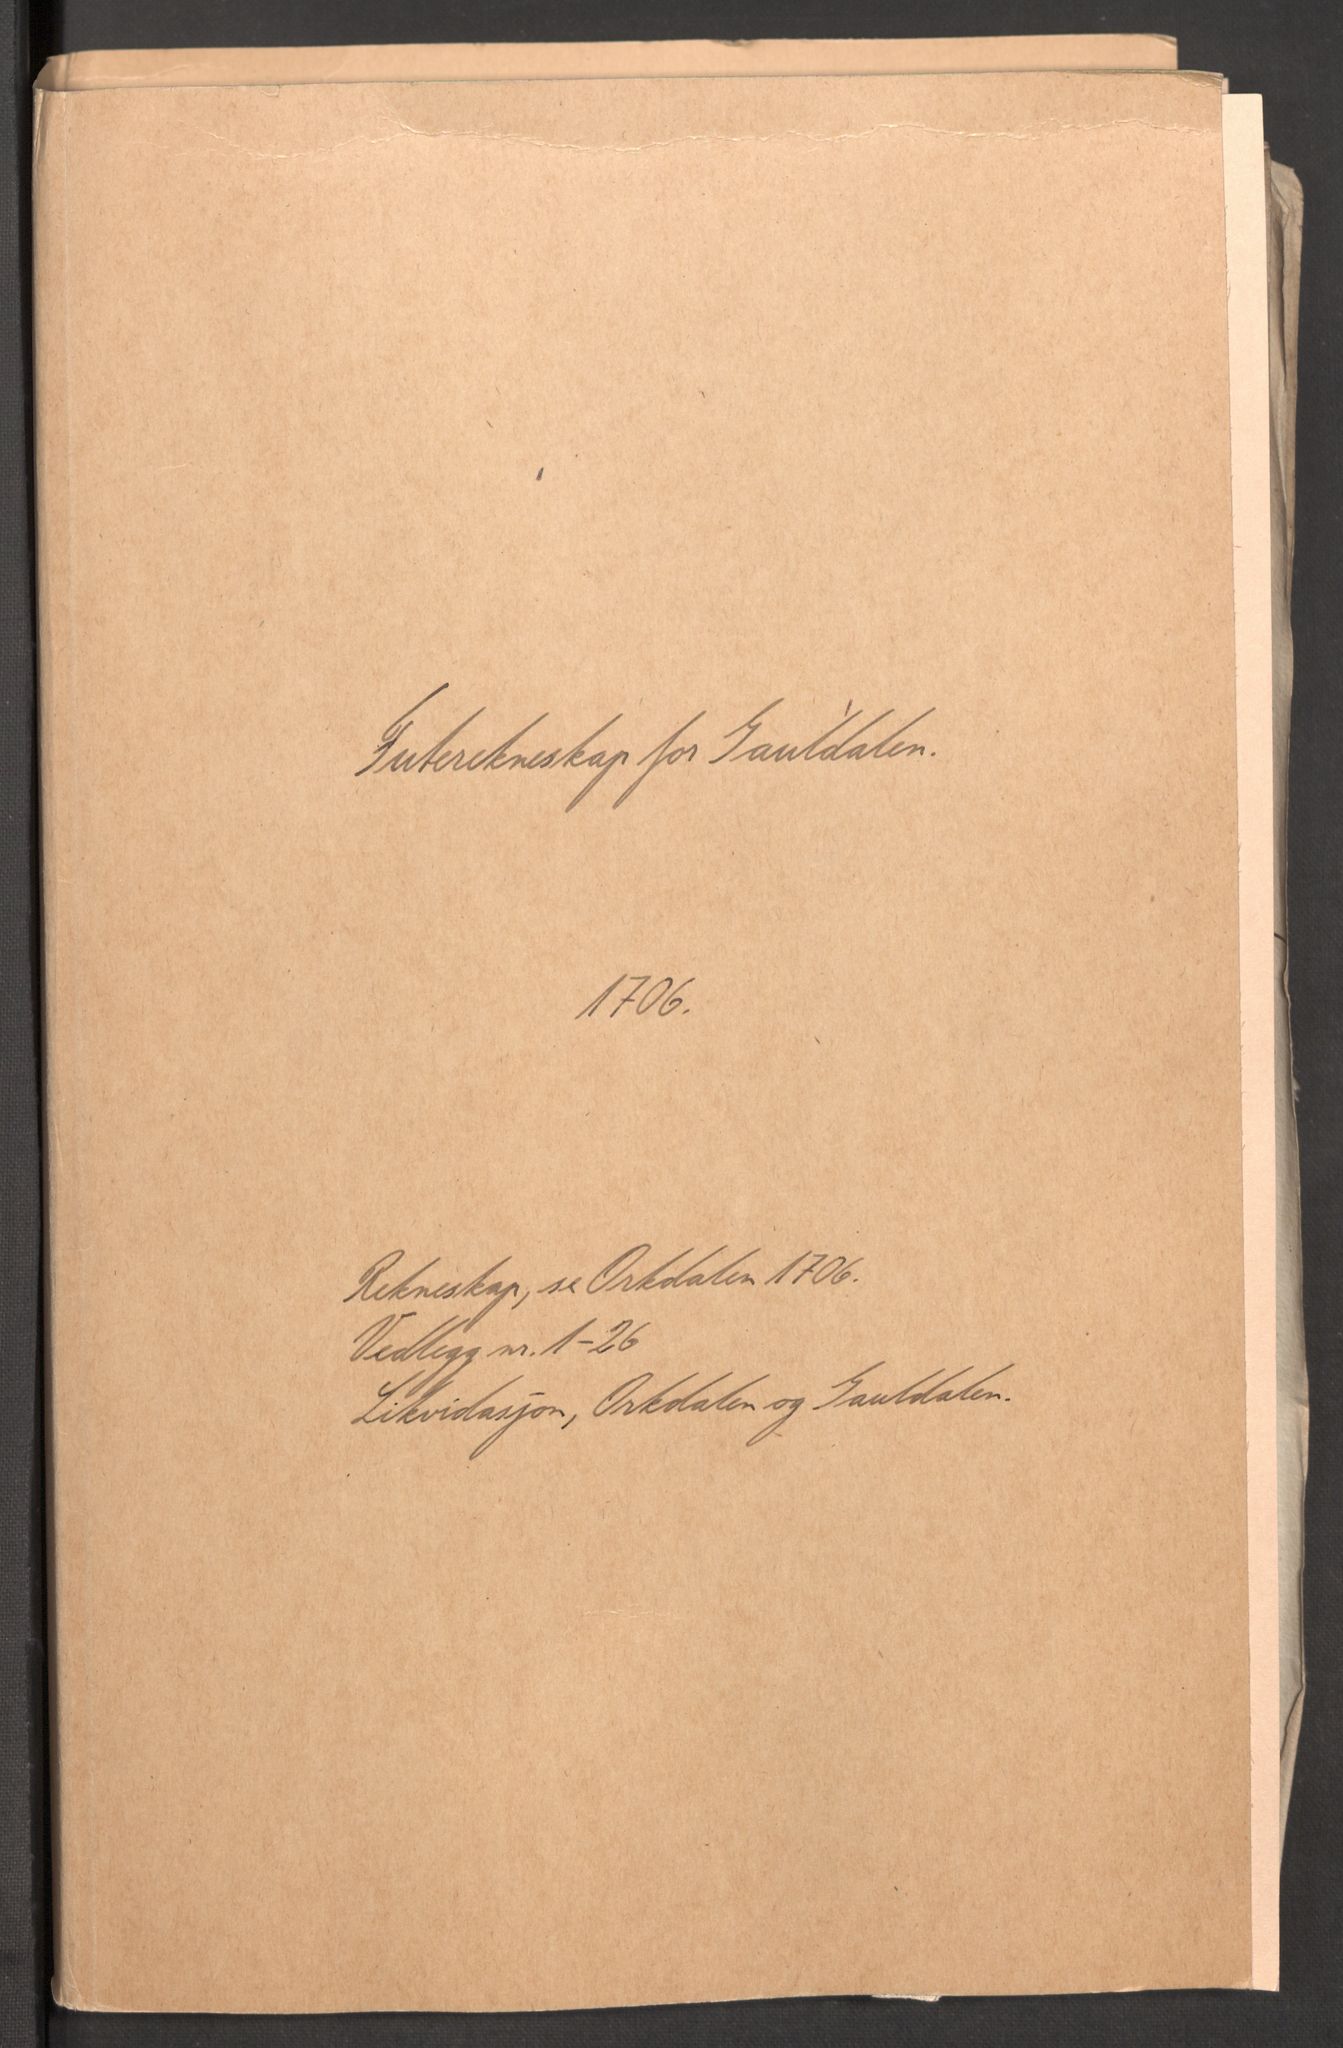 Futerekneskap for Gauldalen.
1706.
Rekneskap, se Orkdalen 1706.
Vedlegg nr. 1-26
Likvidasjon, Orkdalen og Gauldalen.